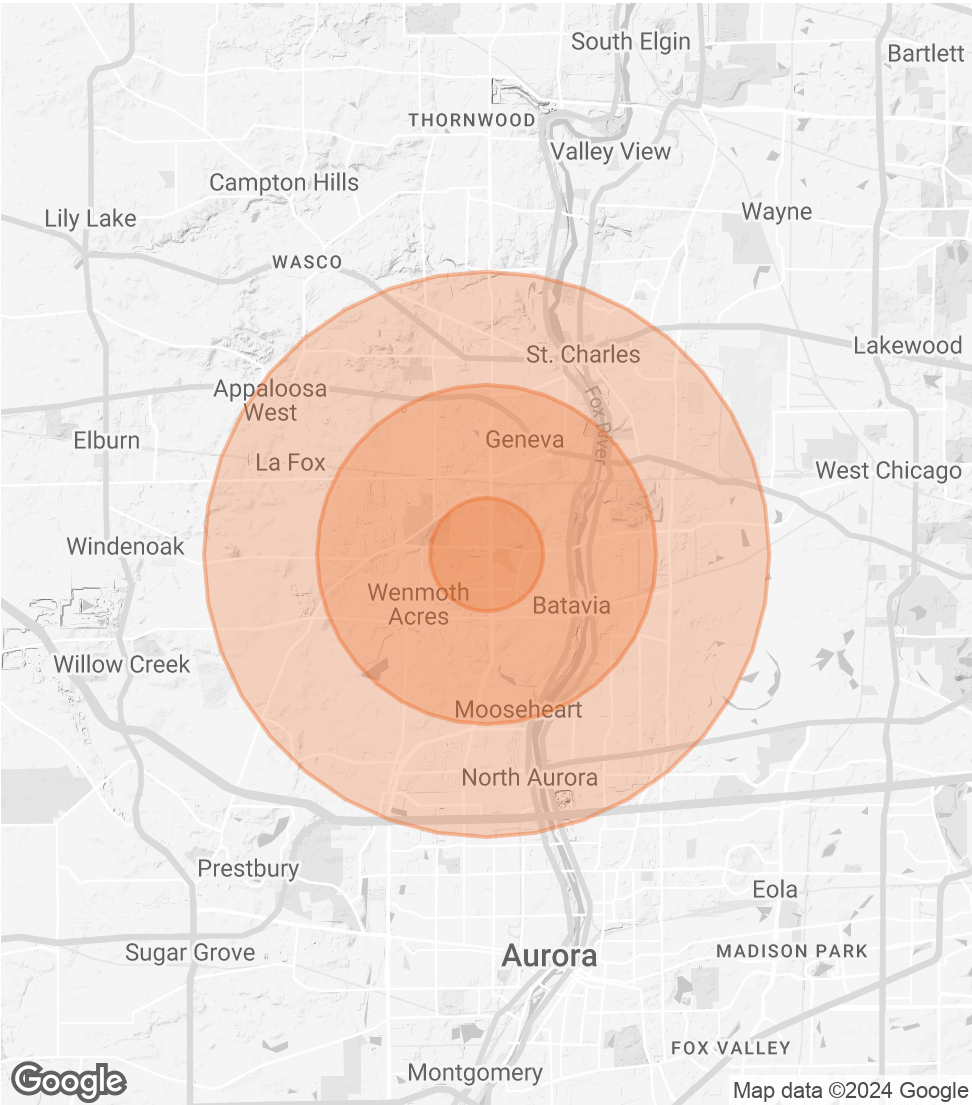 South Elgin
Bartlett
THORNWOOD
Valley View
Campton Hills
Lily Lake
Wayne
WASCO
Lakewood
St. Charles
Appaloosa
West
Fox River
Elburn
Geneva
La Fox
West Chicago
Windenoak
Wenmoth
Acres
Batavia
Willow Creek
Mooseheart
North Aurora
Prestbury
Eola
Sugar Grove
Aurora
MADISON PARK
FOX VALLEY
Montgomery
Google
Map data ©2024 Google